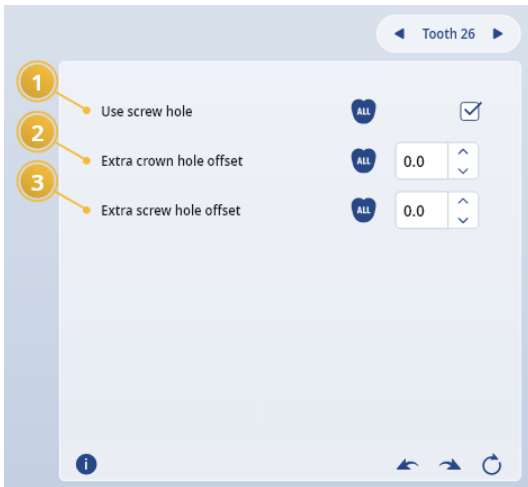 Tooth 26
1
Use screw hole ALL
2
Extra crown hole offset ALL 0.0
3
Extra screw hole offset ALL 0.0
i